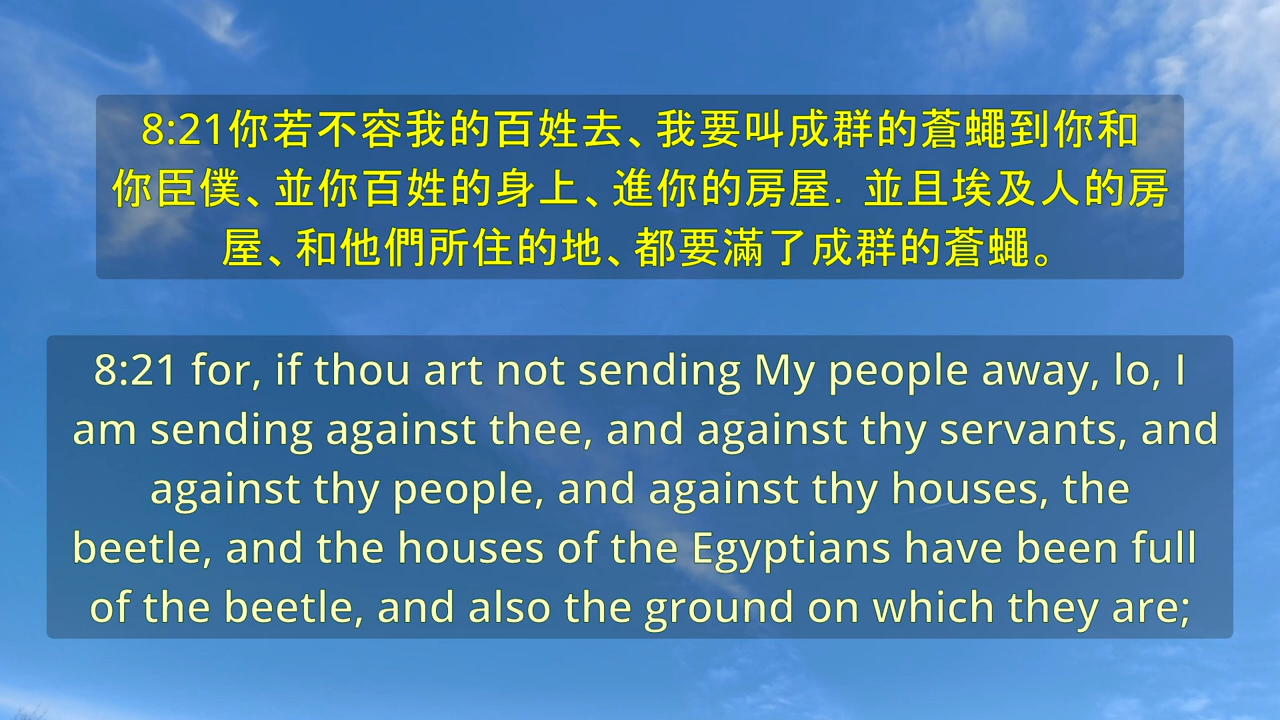 8:21你若不容我的百姓去、我要叫成群的蒼蠅到你和
你臣僕、並你百姓的身上、進你的房屋．並且埃及人的房
屋、和他們所住的地、都要滿了成群的蒼蠅。
8:21 for, if thou art not sending My people away, lo, I
am sending against thee, and against thy servants, and
against thy people, and against thy houses, the
beetle, and the houses of the Egyptians have been full
of the beetle, and also the ground on which they are;